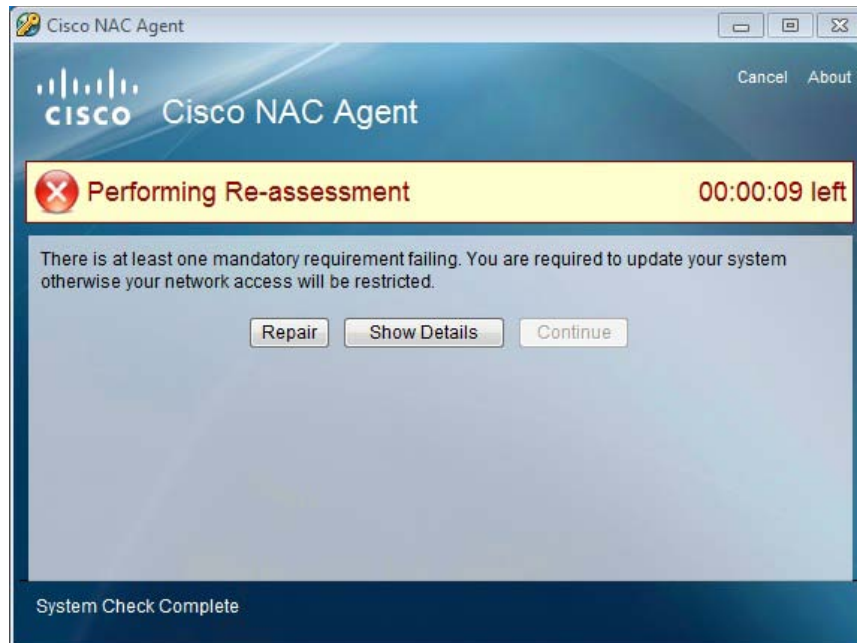 Cisco NAC Agent
Cancel About
CISCO Cisco NAC Agent
Performing Re-assessment 00:00:09 left
There is at least one mandatory requirement failing. You are required to update your system
otherwise your network access will be restricted.
Repair Show Details Continue
System Check Complete